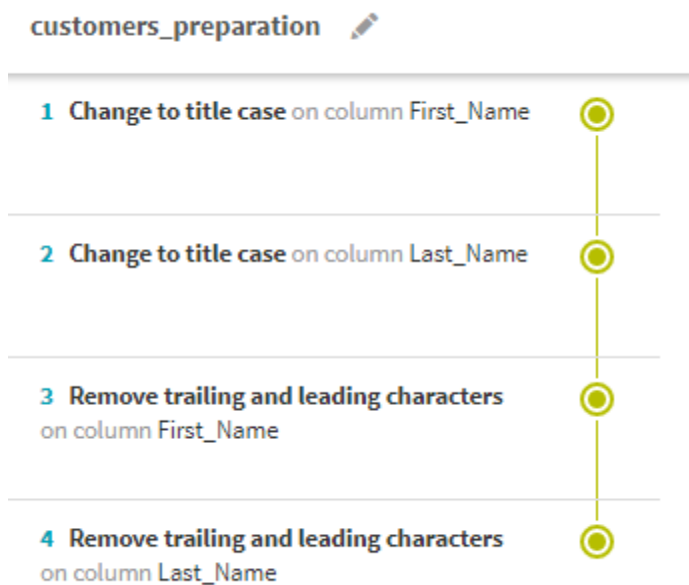 customers_preparation
1 Change to title case on column First_Name
2 Change to title case on column Last_Name
3 Remove trailing and leading characters
on column First_Name
4 Remove trailing and leading characters
on column Last_Name